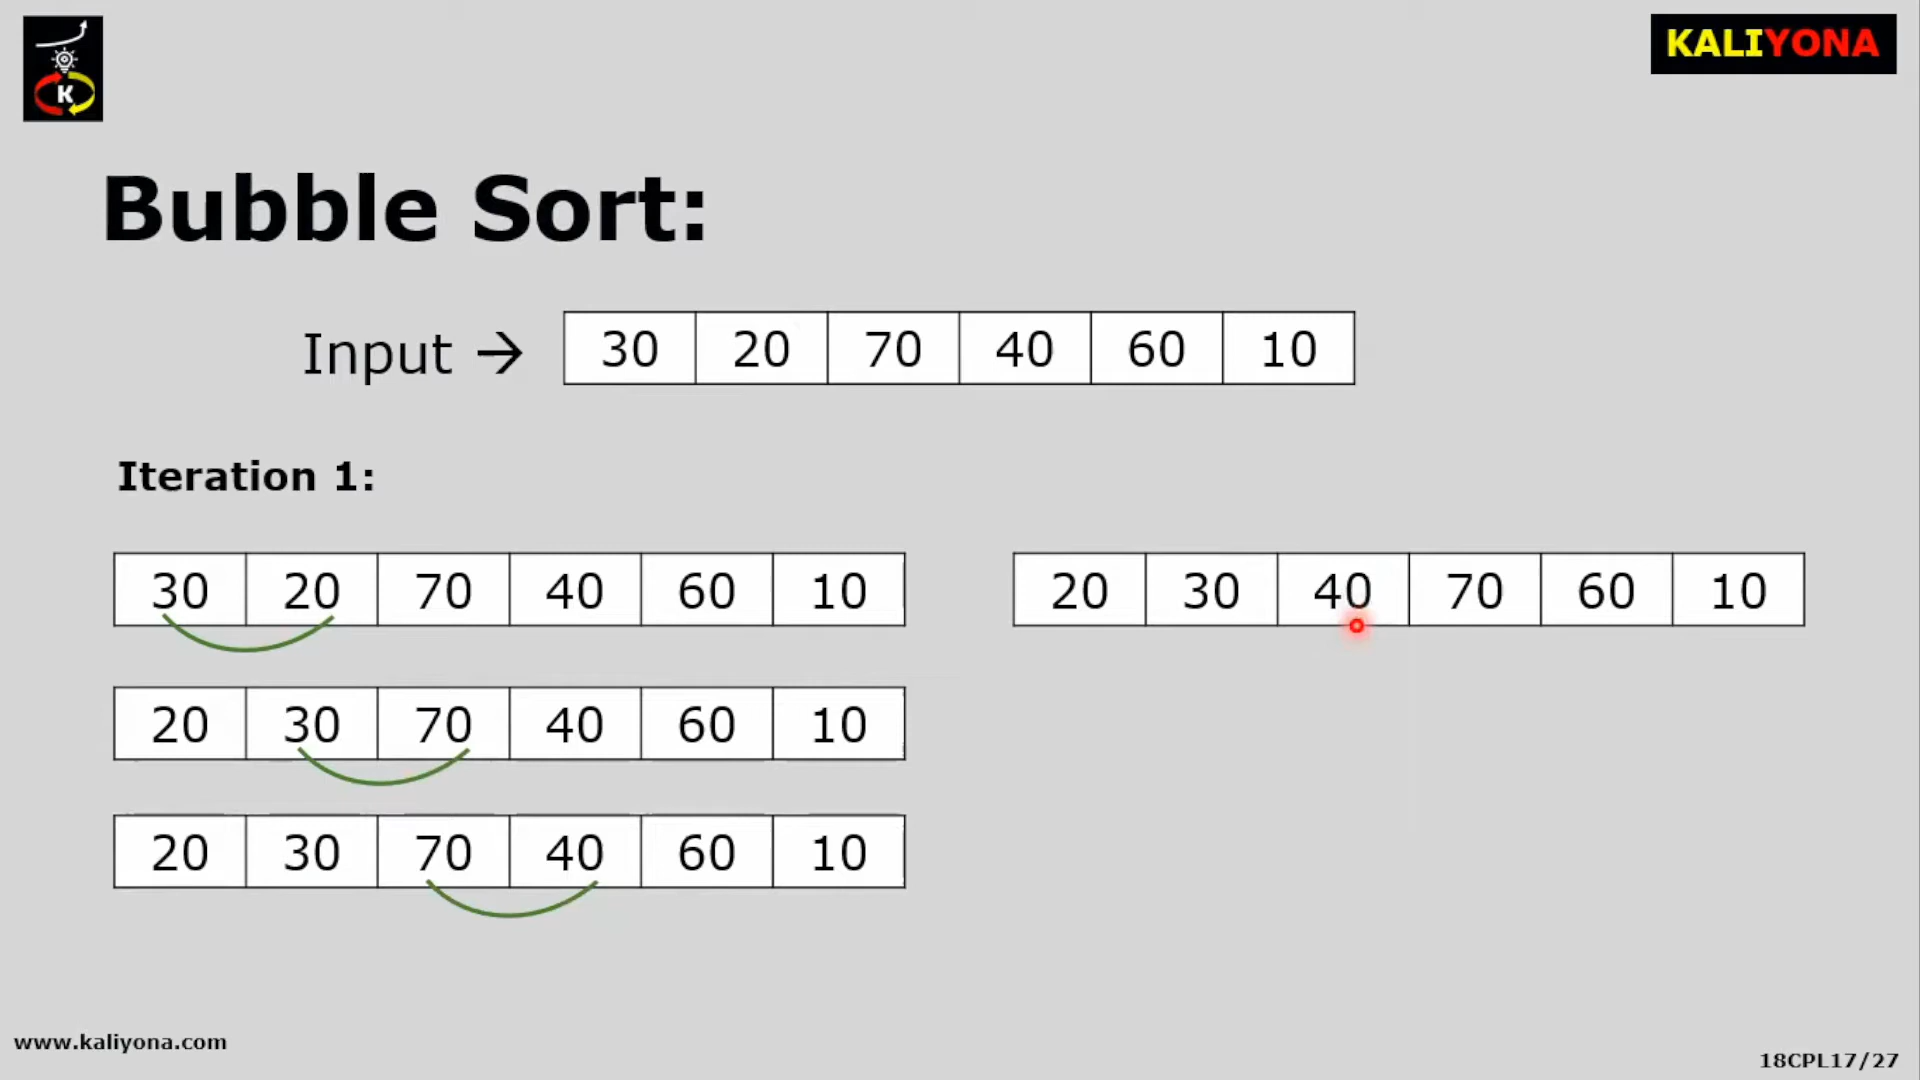 K
KALIYONA
Bubble Sort:
Input → 30 20 70 40 60 10
Iteration 1:
30 20 70 40 60 10
20 30 70 40 60 10
20 30 70 40 60 10
20 30 40 70 60 10
www.kaliyona.com
18CPL17/27